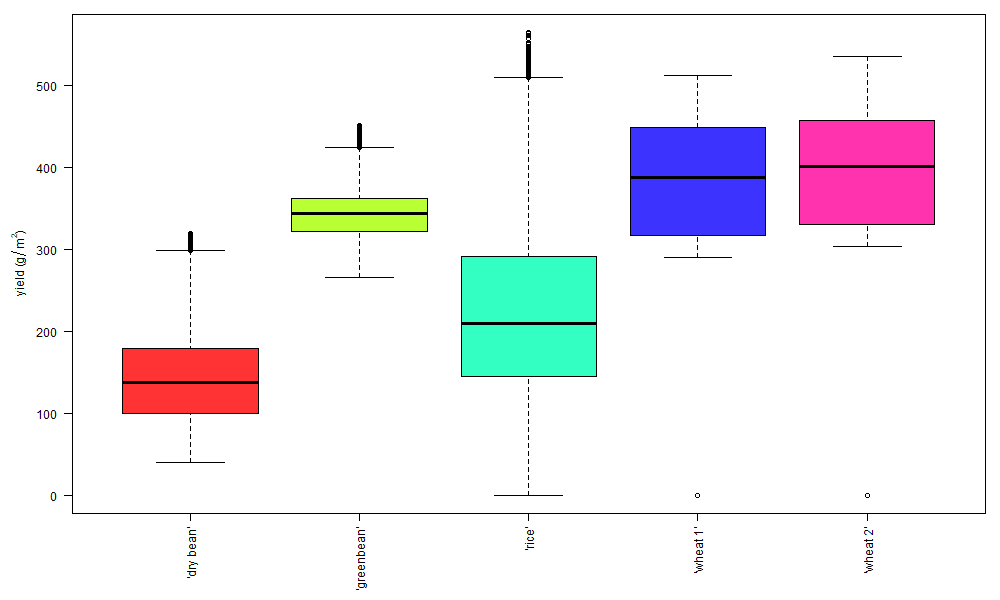 yield (g/m²)
500
400
300
200
100
0
'dry bean'
'greenbean'
'rice'
'wheat 1'
'wheat 2'